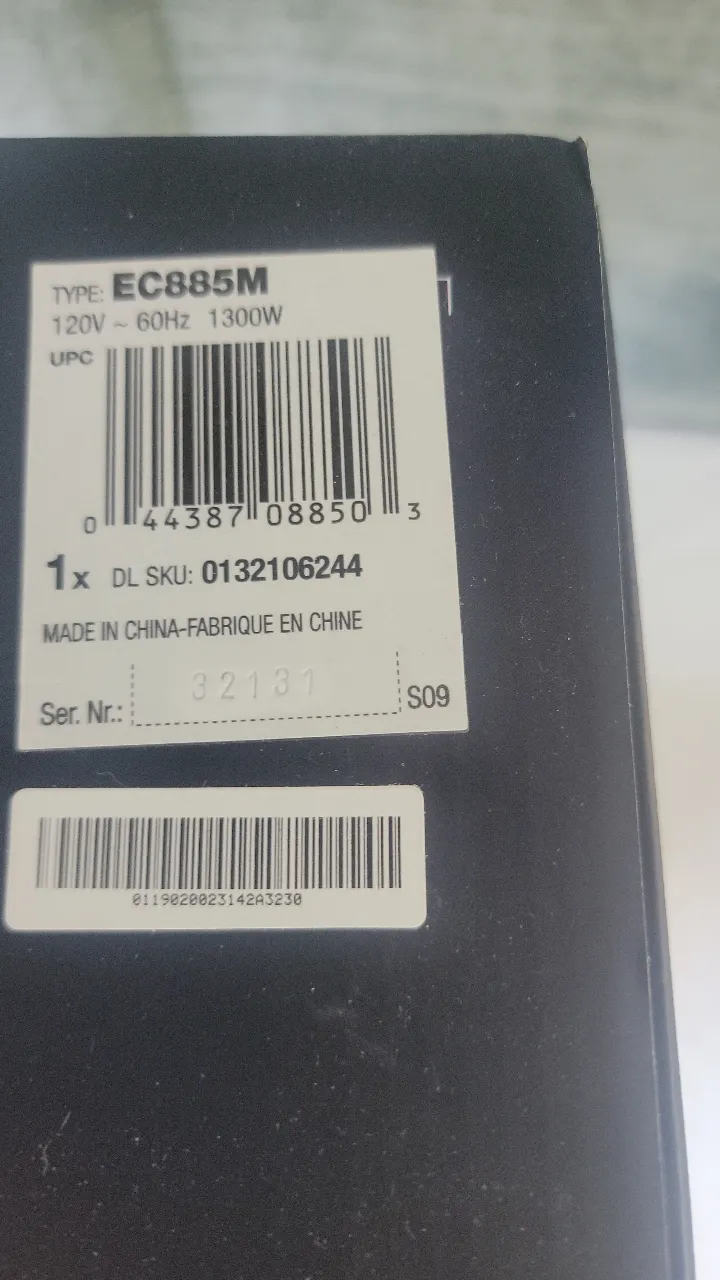 TYPE: EC885M
120V ~ 60Hz 1300W
UPC
0 44387 08850 3
1x DL SKU: 0132106244
MADE IN CHINA-FABRIQUE EN CHINE
32131
Ser. Nr.: S09
0119020023142A3230